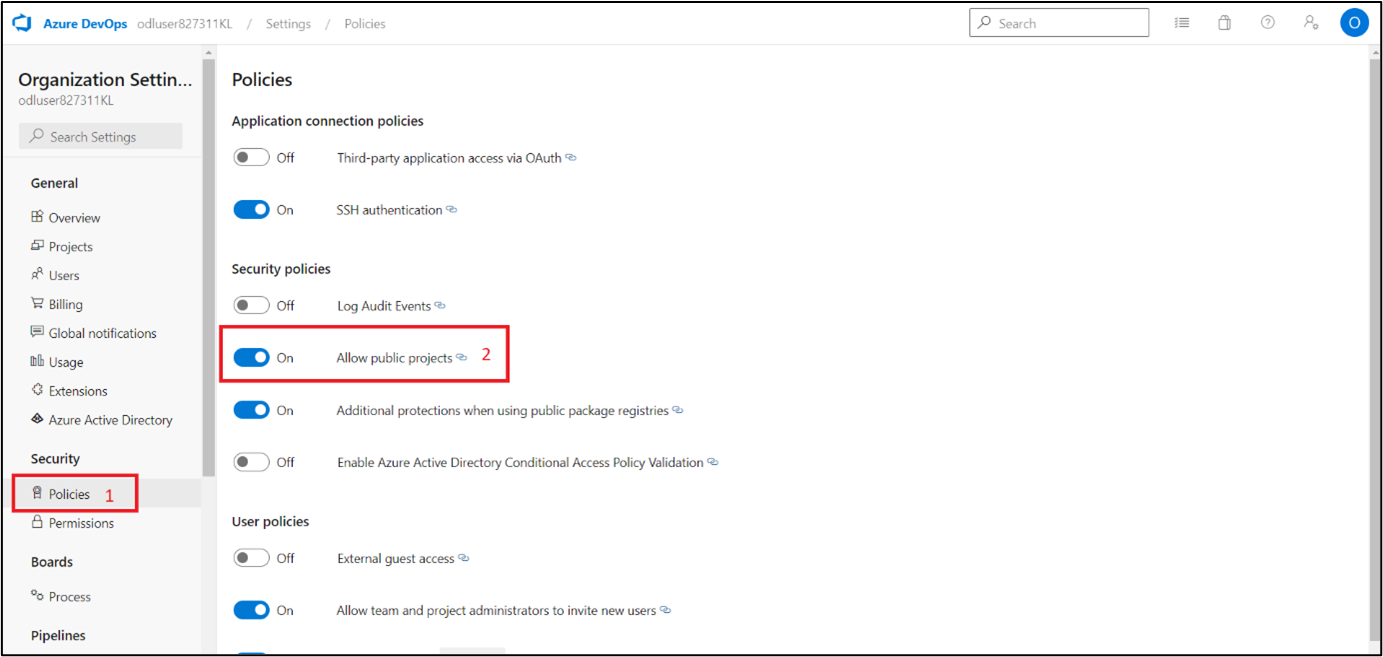 Azure DevOps odluser827311KL / Settings / Policies
Search
O
Organization Settin...
odluser827311KL
Search Settings
General
Overview
Projects
Users
Billing
Global notifications
Usage
Extensions
Azure Active Directory
Security
Policies 1
Permissions
Boards
Process
Pipelines
Policies
Application connection policies
Off Third-party application access via OAuth
On SSH authentication
Security policies
Off Log Audit Events
On Allow public projects 2
On Additional protections when using public package registries
Off Enable Azure Active Directory Conditional Access Policy Validation
User policies
Off External guest access
On Allow team and project administrators to invite new users